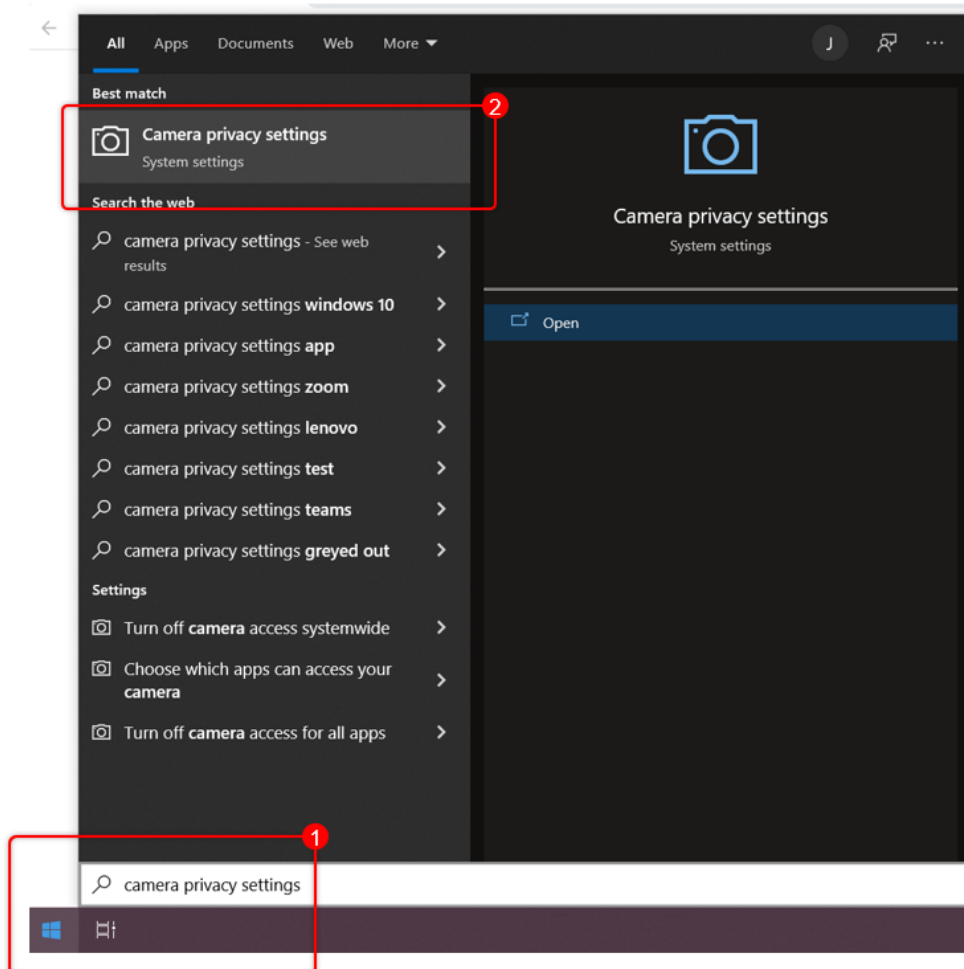 All Apps Documents Web More J
Best match
2
Camera privacy settings
System settings
Search the web
camera privacy settings - See web
results
camera privacy settings windows 10
camera privacy settings app
camera privacy settings zoom
camera privacy settings lenovo
camera privacy settings test
camera privacy settings teams
camera privacy settings greyed out
Settings
Turn off camera access systemwide
Choose which apps can access your
camera
Turn off camera access for all apps
Camera privacy settings
System settings
Open
1
camera privacy settings